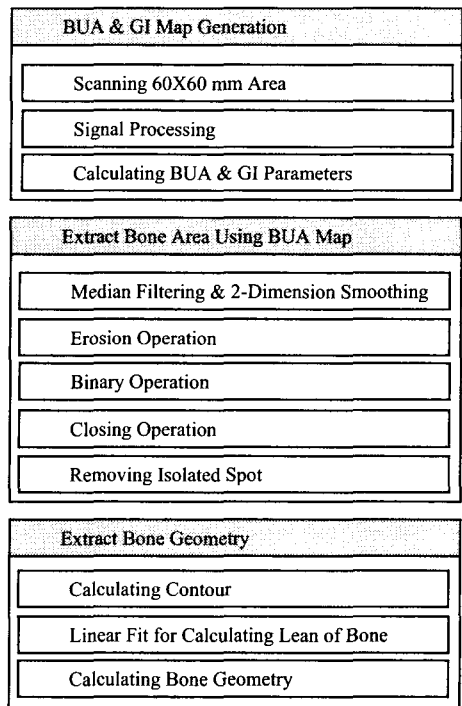 BUA & GI Map Generation
Scanning 60X60 mm Area
Signal Processing
Calculating BUA & GI Parameters
Extract Bone Area Using BUA Map
Median Filtering & 2-Dimension Smoothing
Erosion Operation
Binary Operation
Closing Operation
Removing Isolated Spot
Extract Bone Geometry
Calculating Contour
Linear Fit for Calculating Lean of Bone
Calculating Bone Geometry